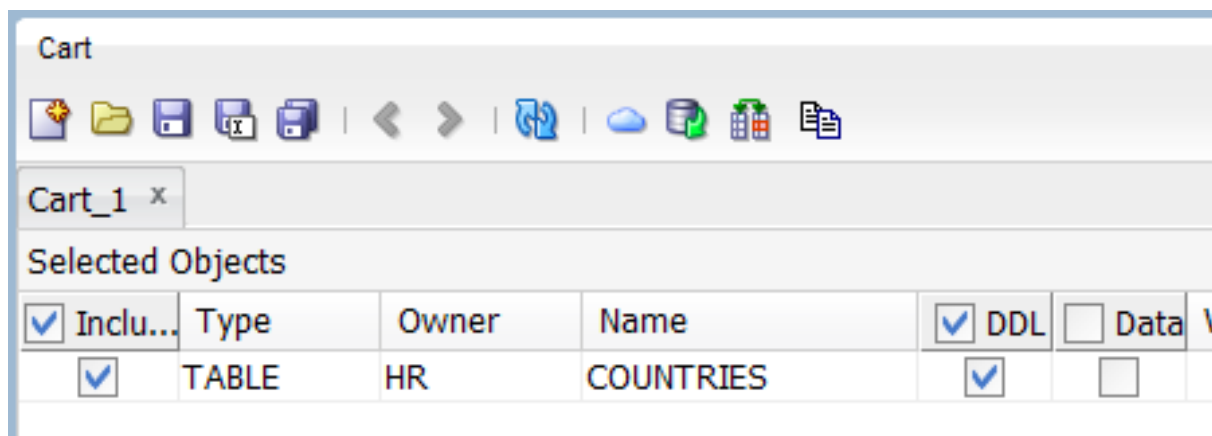 Cart
Cart_1 x
Selected Objects
Inclu... Type Owner Name DDL Data
TABLE HR COUNTRIES